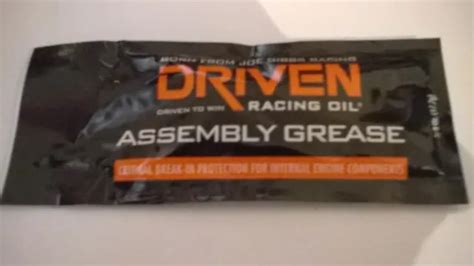 BORN FROM JOE GIBBS RACING
DRIVEN
DRIVEN TO WIN
RACING OIL®
ASSEMBLY GREASE
CRITICAL BREAK-IN PROTECTION FOR INTERNAL ENGINE COMPONENTS